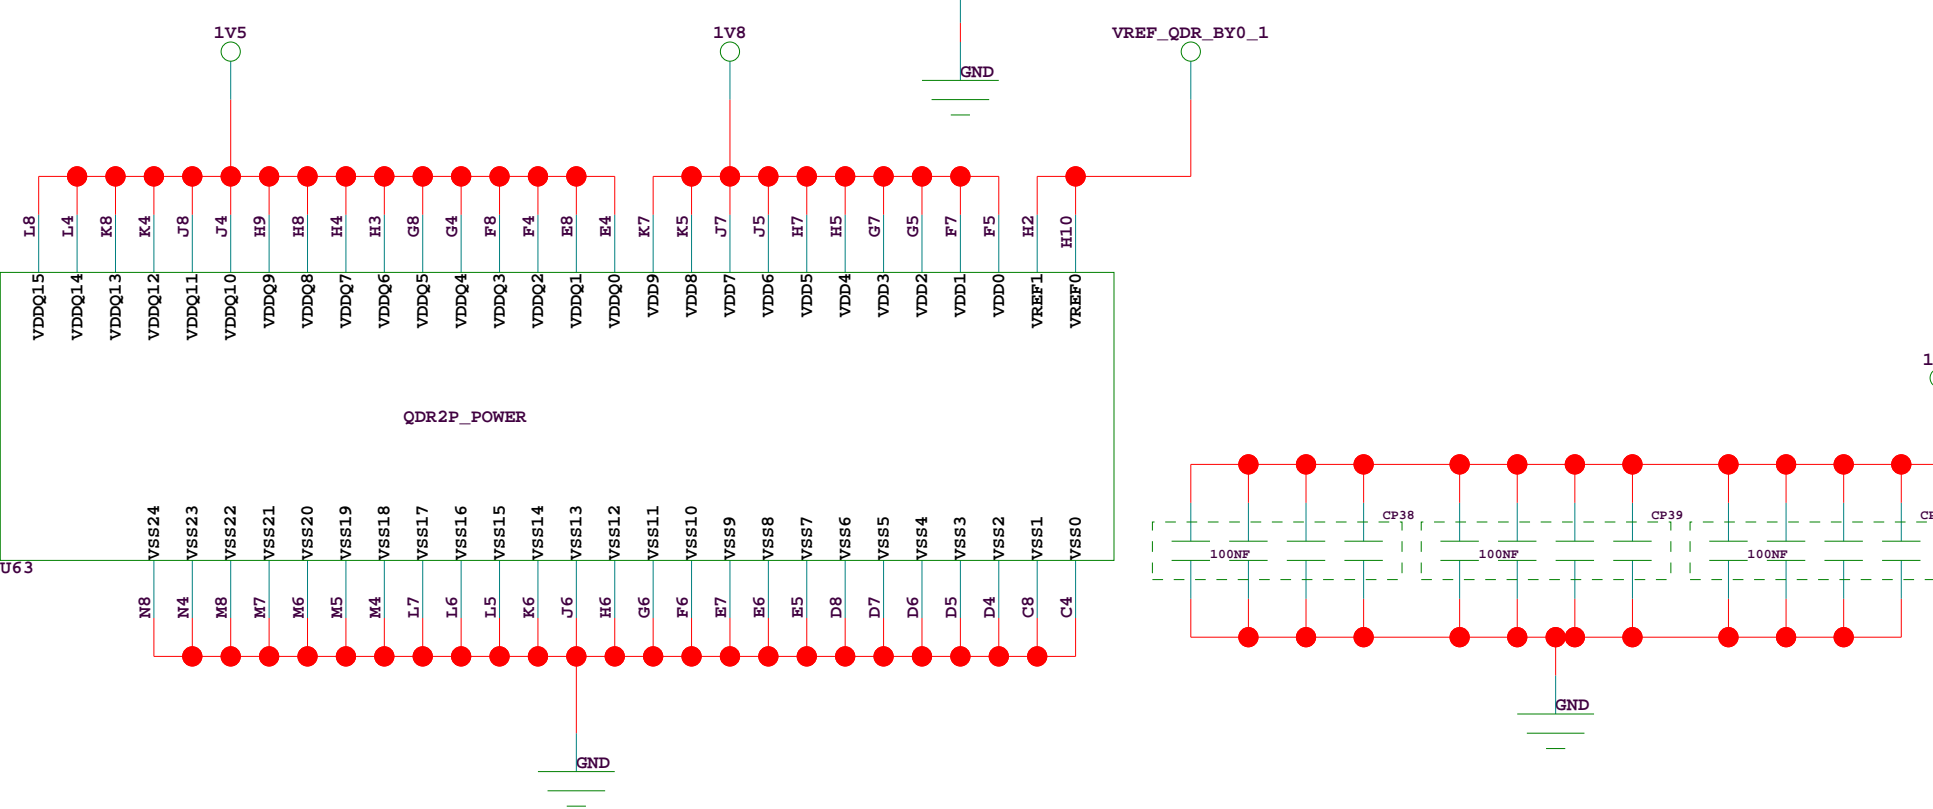 1V5
1V8
VREF_QDR_BY0_1
GND
L8
L4
K8
K4
J8
J4
H9
H8
H4
H3
G8
G4
F8
F4
E8
E4
K7
K5
J7
J5
H7
H5
G7
G5
F7
F5
H2
H10
VDDQ15
VDDQ14
VDDQ13
VDDQ12
VDDQ11
VDDQ10
VDDQ9
VDDQ8
VDDQ7
VDDQ6
VDDQ5
VDDQ4
VDDQ3
VDDQ2
VDDQ1
VDDQ0
VDD9
VDD8
VDD7
VDD6
VDD5
VDD4
VDD3
VDD2
VDD1
VDD0
VREF1
VREF0
QDR2P_POWER
VSS24
VSS23
VSS22
VSS21
VSS20
VSS19
VSS18
VSS17
VSS16
VSS15
VSS14
VSS13
VSS12
VSS11
VSS10
VSS9
VSS8
VSS7
VSS6
VSS5
VSS4
VSS3
VSS2
VSS1
VSS0
U63
N8
N4
M8
M7
M6
M5
M4
L7
L6
L5
K6
J6
H6
G6
F6
E7
E6
E5
D8
D7
D6
D5
D4
C8
C4
GND
CP38
100NF
CP39
100NF
100NF
GND